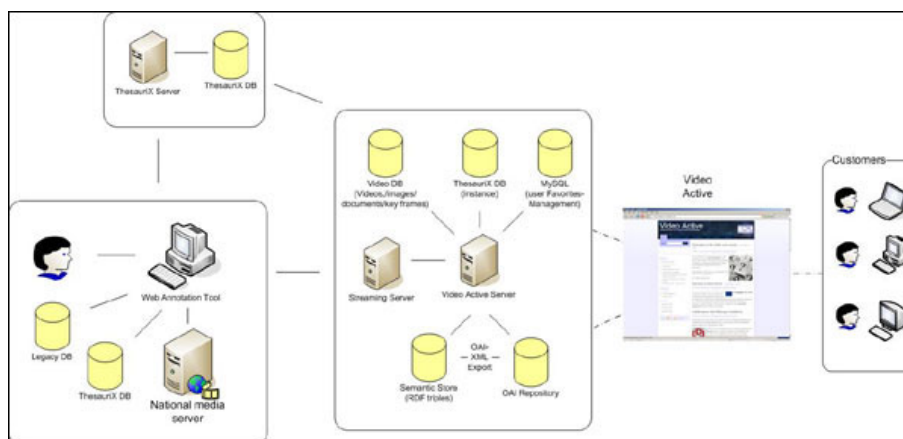 ThesauriX Server
ThesauriX DB
Web Annotation Tool
Legacy DB
ThesauriX DB
National media
server
Video DB
(Videos,/images/
documents/key frames)
ThesauriX DB
(instance)
MySQL
(user Favorites-
Management)
Streaming Server
Video Active Server
OAI-
XML
Export
Semantic Store
(RDF triples)
OAI Repository
Video
Active
Video Active
Customers